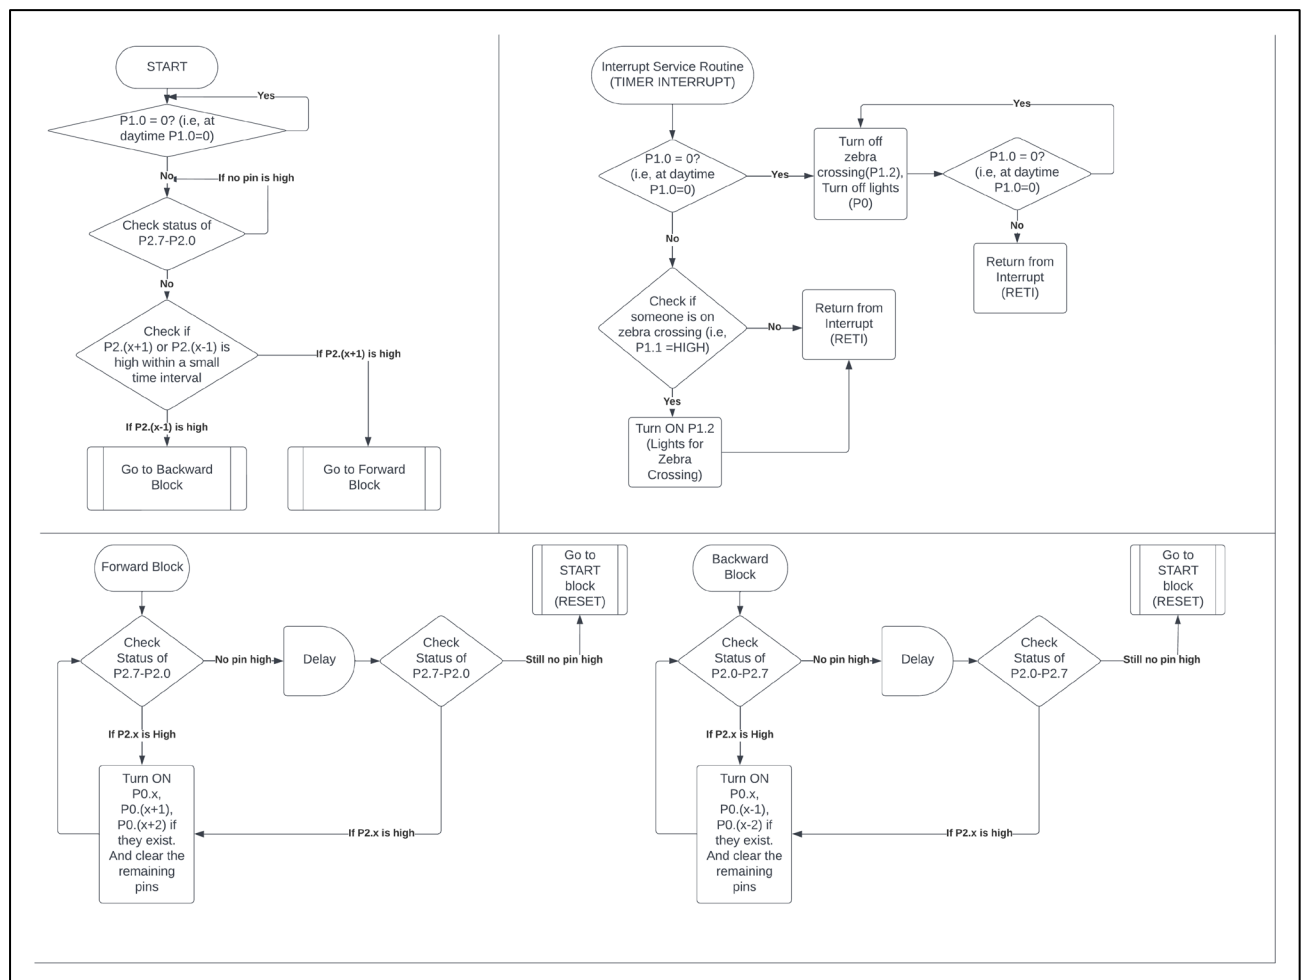 START
Yes
P1.0 = 0? (i.e, at
daytime P1.0=0)
No
If no pin is high
Check status of
P2.7-P2.0
No
Check if
P2.(x+1) or P2.(x-1) is
high within a small
time interval
If P2.(x+1) is high
If P2.(x-1) is high
Go to Backward
Block
Go to Forward
Block
Interrupt Service Routine
(TIMER INTERRUPT)
P1.0 = 0?
(i.e, at daytime
P1.0=0)
Yes
Turn off
zebra
crossing(P1.2),
Turn off lights
(P0)
Yes
P1.0 = 0?
(i.e, at daytime
P1.0=0)
No
Return from
Interrupt
(RETI)
No
Check if
someone is on
zebra crossing (i.e,
P1.1 =HIGH)
No
Return from
Interrupt
(RETI)
Yes
Turn ON P1.2
(Lights for
Zebra
Crossing)
Forward Block
Check
Status of
P2.7-P2.0
No pin high
Delay
Check
Status of
P2.7-P2.0
Still no pin high
Go to
START
block
(RESET)
If P2.x is High
Turn ON
P0.x,
P0.(x+1),
P0.(x+2) if
they exist.
And clear the
remaining
pins
If P2.x is high
Backward
Block
Check
Status of
P2.0-P2.7
No pin high
Delay
Check
Status of
P2.0-P2.7
Still no pin high
Go to
START
block
(RESET)
If P2.x is High
Turn ON
P0.x,
P0.(x-1),
P0.(x-2) if
they exist.
And clear the
remaining
pins
If P2.x is high